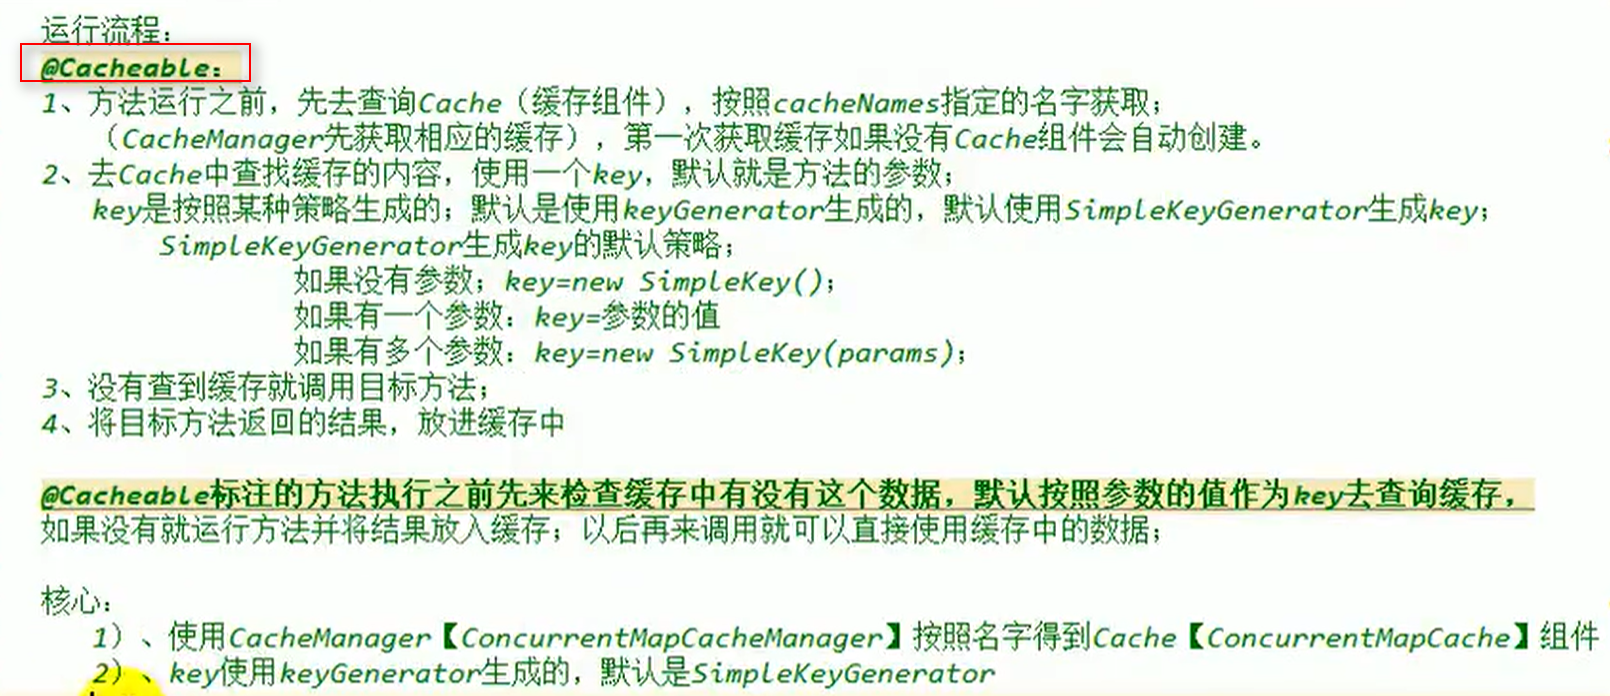 运行流程：
@Cacheable：
1、方法运行之前，先去查询Cache（缓存组件），按照cacheNames指定的名字获取；
（CacheManager先获取相应的缓存），第一次获取缓存如果没有Cache组件会自动创建。
2、去Cache中查找缓存的内容，使用一个key，默认就是方法的参数；
key是按照某种策略生成的；默认是使用keyGenerator生成的，默认使用SimpleKeyGenerator生成key；
SimpleKeyGenerator生成key的默认策略；
如果没有参数；key=new SimpleKey()；
如果有一个参数：key=参数的值
如果有多个参数：key=new SimpleKey(params)；
3、没有查到缓存就调用目标方法；
4、将目标方法返回的结果，放进缓存中
@Cacheable标注的方法执行之前先来检查缓存中有没有这个数据，默认按照参数的值作为key去查询缓存，
如果没有就运行方法并将结果放入缓存；以后再来调用就可以直接使用缓存中的数据；
核心：
1）、使用CacheManager【ConcurrentMapCacheManager】按照名字得到Cache【ConcurrentMapCache】组件
2）、key使用keyGenerator生成的，默认是SimpleKeyGenerator